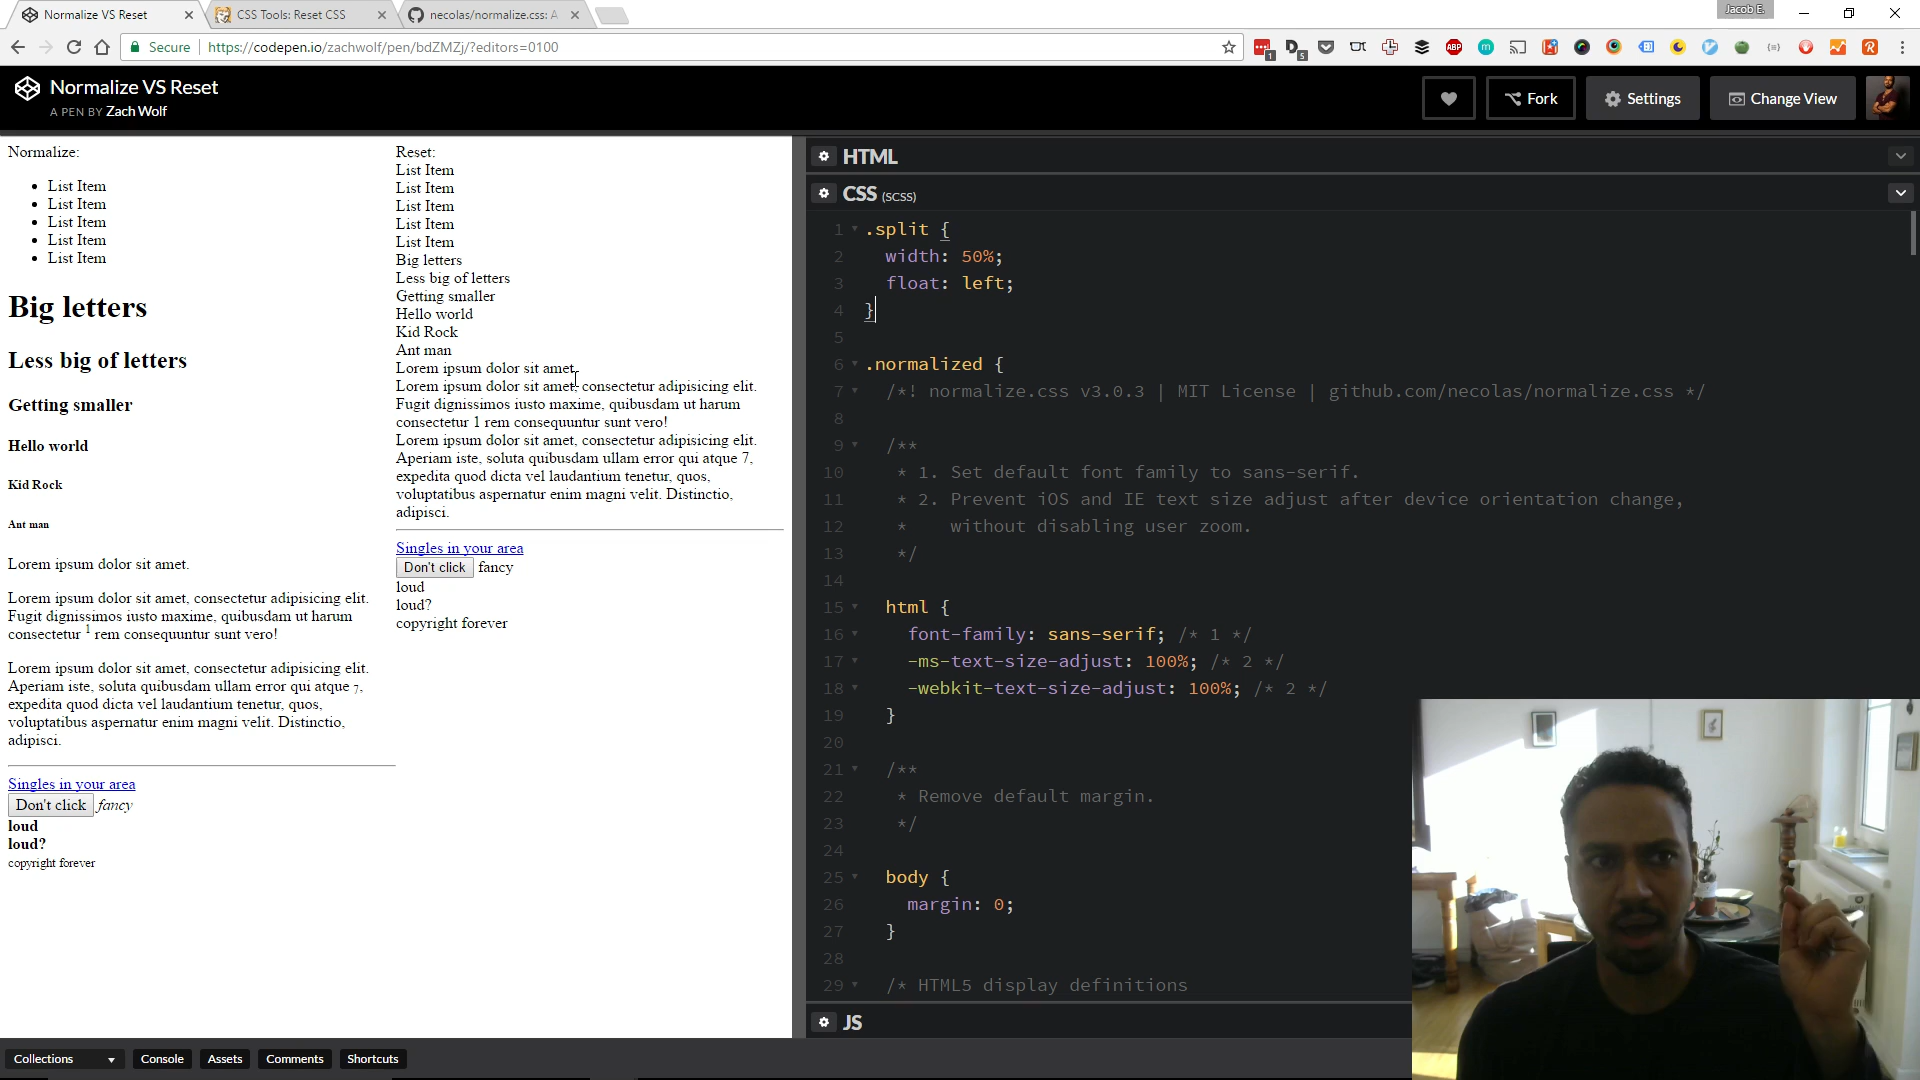 Jacob E.
Normalize VS Reset
CSS Tools: Reset CSS
necolas/normalize.css: A
Secure
https://codepen.io/zachwolf/pen/bdZMZj/?editors=0100
Normalize VS Reset
A PEN BY Zach Wolf
Fork
Settings
Change View
Normalize:
List Item
List Item
List Item
List Item
List Item
Big letters
Less big of letters
Getting smaller
Hello world
Kid Rock
Ant man
Lorem ipsum dolor sit amet.
Lorem ipsum dolor sit amet, consectetur adipisicing elit.
Fugit dignissimos iusto maxime, quibusdam ut harum
consectetur 1 rem consequuntur sunt vero!
Lorem ipsum dolor sit amet, consectetur adipisicing elit.
Aperiam iste, soluta quibusdam ullam error qui atque 7,
expedita quod dicta vel laudantium tenetur, quos,
voluptatibus aspernatur enim magni velit. Distinctio,
adipisci.
Singles in your area
Don't click fancy
loud
loud?
copyright forever
Reset:
List Item
List Item
List Item
List Item
List Item
Big letters
Less big of letters
Getting smaller
Hello world
Kid Rock
Ant man
Lorem ipsum dolor sit amet.
Lorem ipsum dolor sit amet, consectetur adipisicing elit.
Fugit dignissimos iusto maxime, quibusdam ut harum
consectetur 1 rem consequuntur sunt vero!
Lorem ipsum dolor sit amet, consectetur adipisicing elit.
Aperiam iste, soluta quibusdam ullam error qui atque 7,
expedita quod dicta vel laudantium tenetur, quos,
voluptatibus aspernatur enim magni velit. Distinctio,
adipisci.
Singles in your area
Don't click fancy
loud
loud?
copyright forever
HTML
CSS (SCSS)
1 .split {
2 width: 50%;
3 float: left;
4 }
5
6 .normalized {
7 /*! normalize.css v3.0.3 | MIT License | github.com/necolas/normalize.css */
8
9 /**
10 * 1. Set default font family to sans-serif.
11 * 2. Prevent iOS and IE text size adjust after device orientation change,
12 * without disabling user zoom.
13 */
14
15 html {
16 font-family: sans-serif; /* 1 */
17 -ms-text-size-adjust: 100%; /* 2 */
18 -webkit-text-size-adjust: 100%; /* 2 */
19 }
20
21 /**
22 * Remove default margin.
23 */
24
25 body {
26 margin: 0;
27 }
28
29 /* HTML5 display definitions
JS
Collections
Console
Assets
Comments
Shortcuts